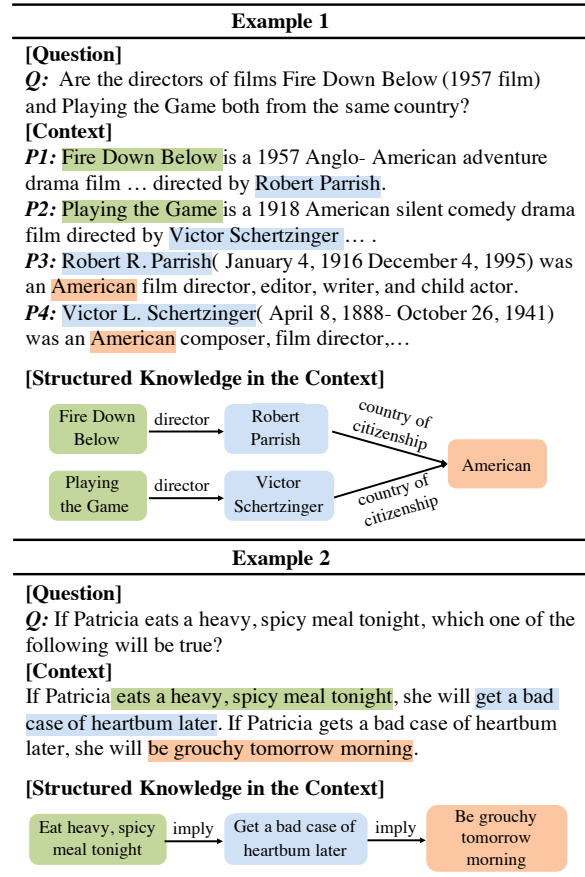 Example 1
[Question]
Q: Are the directors of films Fire Down Below (1957 film)
and Playing the Game both from the same country?
[Context]
P1: Fire Down Below is a 1957 Anglo- American adventure
drama film … directed by Robert Parrish.
P2: Playing the Game is a 1918 American silent comedy drama
film directed by Victor Schertzinger … .
P3: Robert R. Parrish( January 4, 1916 December 4, 1995) was
an American film director, editor, writer, and child actor.
P4: Victor L. Schertzinger( April 8, 1888- October 26, 1941)
was an American composer, film director,…
[Structured Knowledge in the Context]
Fire Down
Below
director
Robert
Parrish
country of
citizenship
American
Playing
the Game
director
Victor
Schertzinger
country of
citizenship
Example 2
[Question]
Q: If Patricia eats a heavy, spicy meal tonight, which one of the
following will be true?
[Context]
If Patricia eats a heavy, spicy meal tonight, she will get a bad
case of heartbum later. If Patricia gets a bad case of heartbum
later, she will be grouchy tomorrow morning.
[Structured Knowledge in the Context]
Eat heavy, spicy
meal tonight
imply
Get a bad case of
heartbum later
imply
Be grouchy
tomorrow
morning